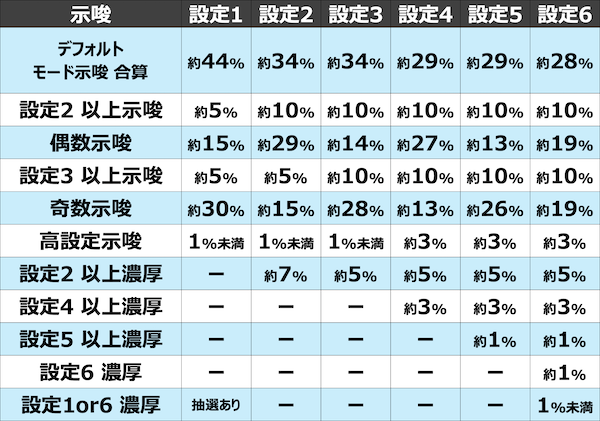 示唆 設定1 設定2 設定3 設定4 設定5 設定6
デフォルト
モード示唆 合算 約44% 約34% 約34% 約29% 約29% 約28%
設定2 以上示唆 約5% 約10% 約10% 約10% 約10% 約10%
偶数示唆 約15% 約29% 約14% 約27% 約13% 約19%
設定3 以上示唆 約5% 約5% 約10% 約10% 約10% 約10%
奇数示唆 約30% 約15% 約28% 約13% 約26% 約19%
高設定示唆 1%未満 1%未満 1%未満 約3% 約3% 約3%
設定2 以上濃厚 ー 約7% 約5% 約5% 約5% 約5%
設定4 以上濃厚 ー ー ー 約3% 約3% 約3%
設定5 以上濃厚 ー ー ー ー 約1% 約1%
設定6 濃厚 ー ー ー ー ー 約1%
設定1or6 濃厚 抽選あり ー ー ー ー 1%未満